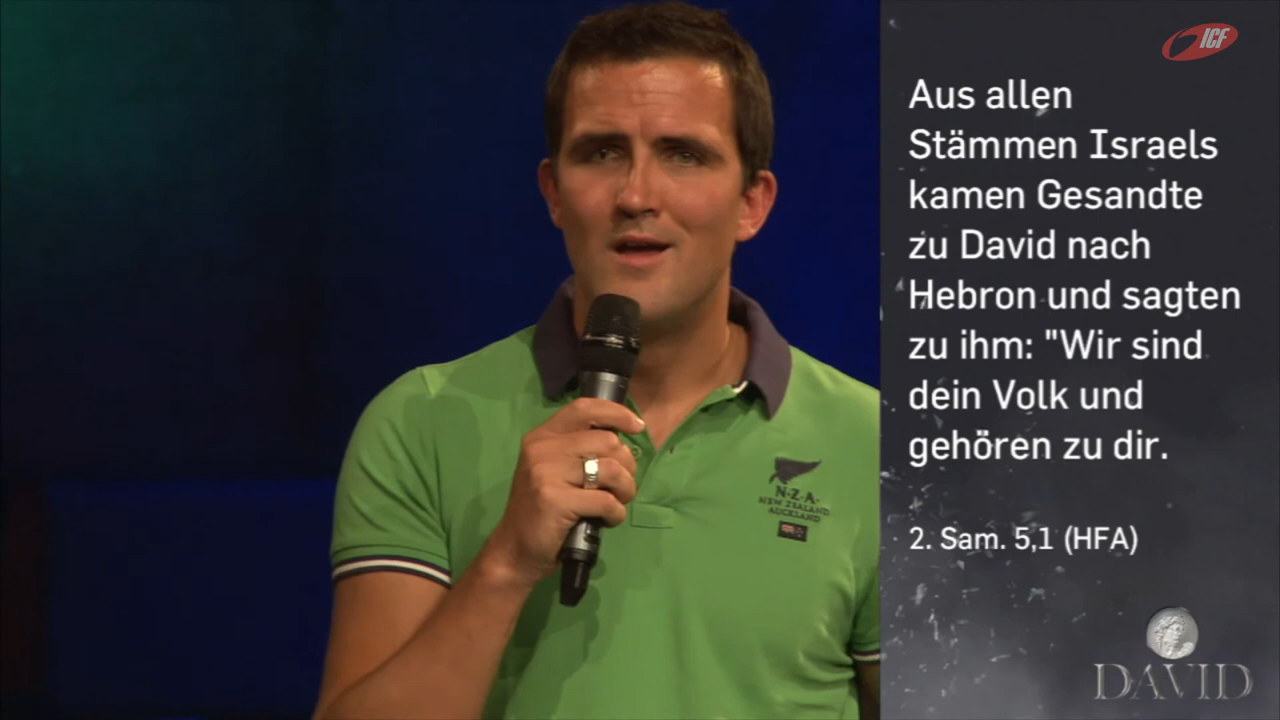 ICF
Aus allen
Stämmen Israels
kamen Gesandte
zu David nach
Hebron und sagten
zu ihm: "Wir sind
dein Volk und
gehören zu dir.
2. Sam. 5,1 (HFA)
DAVID
N·Z·A·
NEW ZEALAND
AUCKLAND